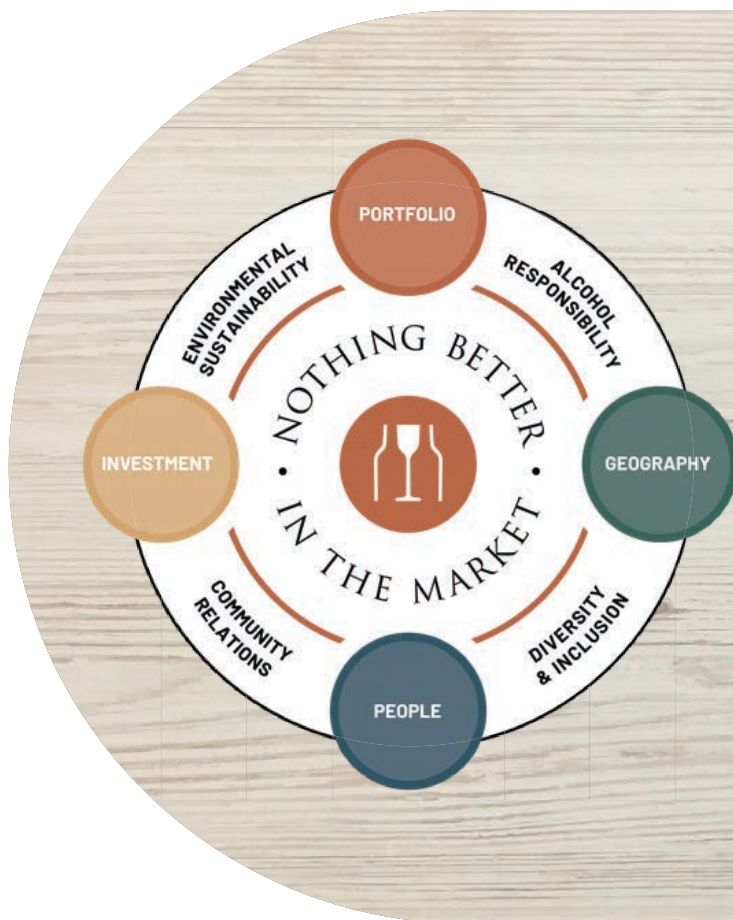 PORTFOLIO
ENVIRONMENTAL
SUSTAINABILITY
ALCOHOL
RESPONSIBILITY
NOTHING BETTER
INVESTMENT
GEOGRAPHY
IN THE MARKET
COMMUNITY
RELATIONS
DIVERSITY
& INCLUSION
PEOPLE